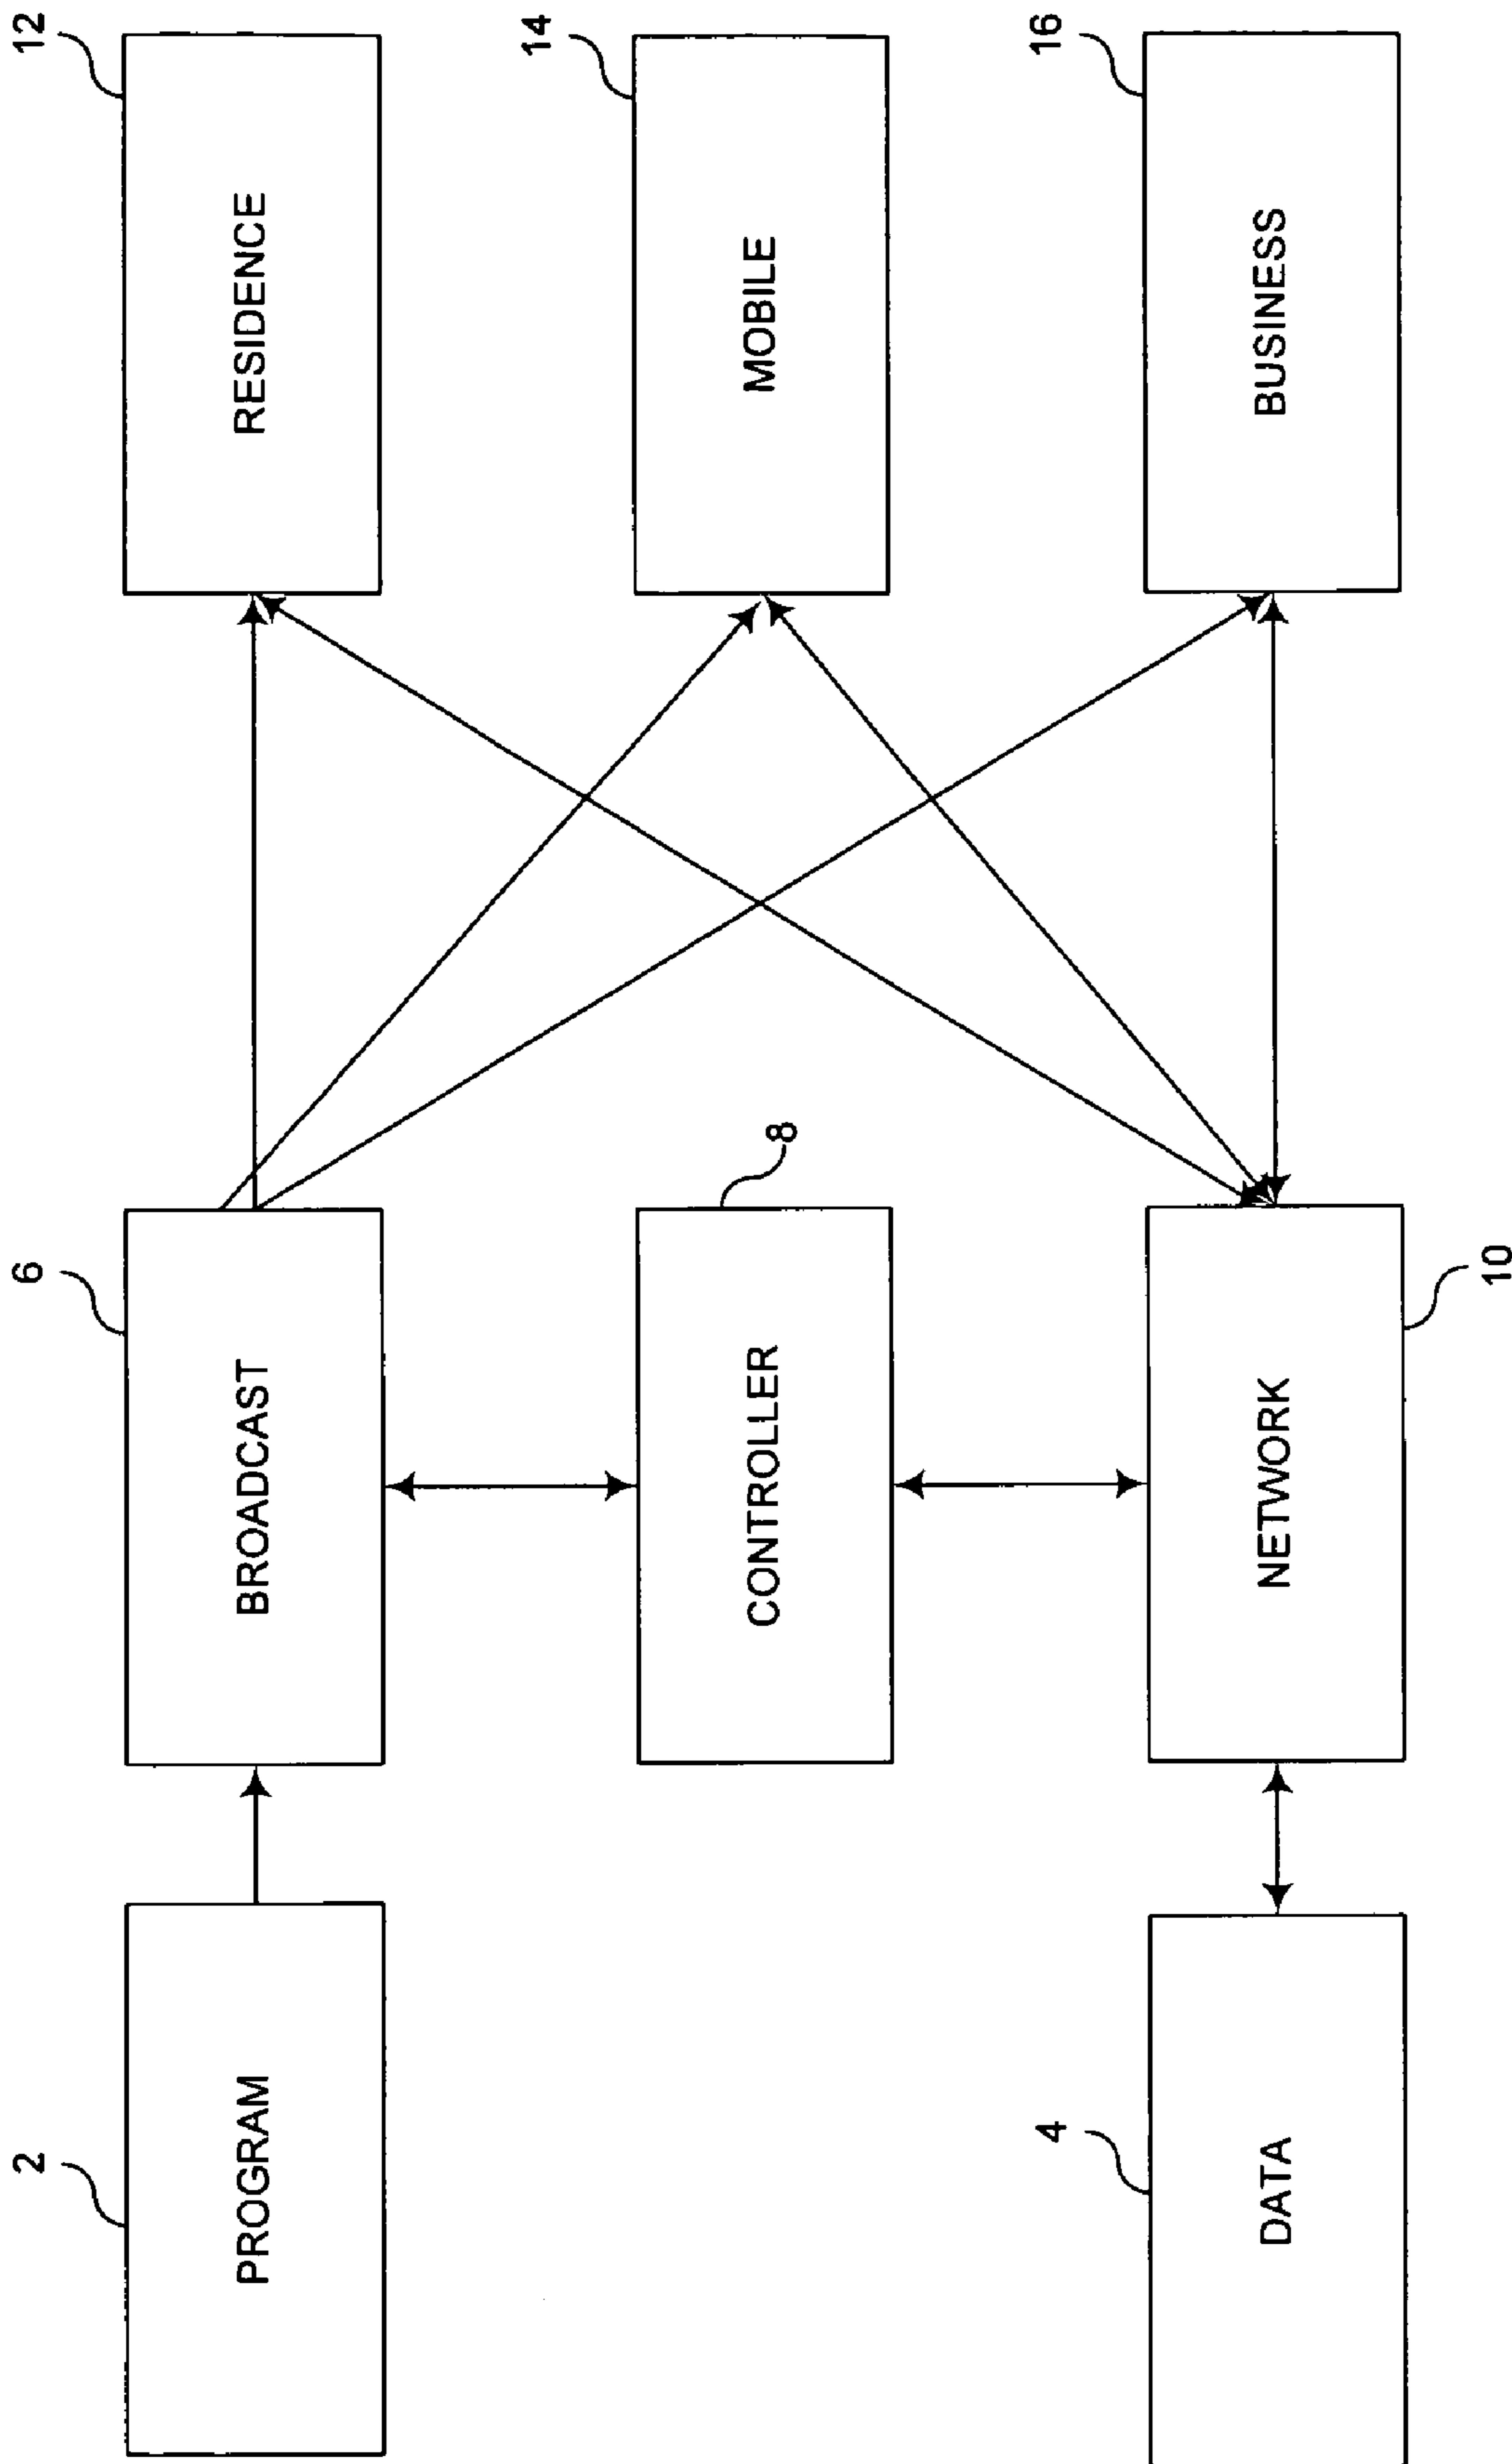 2
PROGRAM
6
BROADCAST
12
RESIDENCE
8
CONTROLLER
14
MOBILE
4
DATA
10
NETWORK
16
BUSINESS